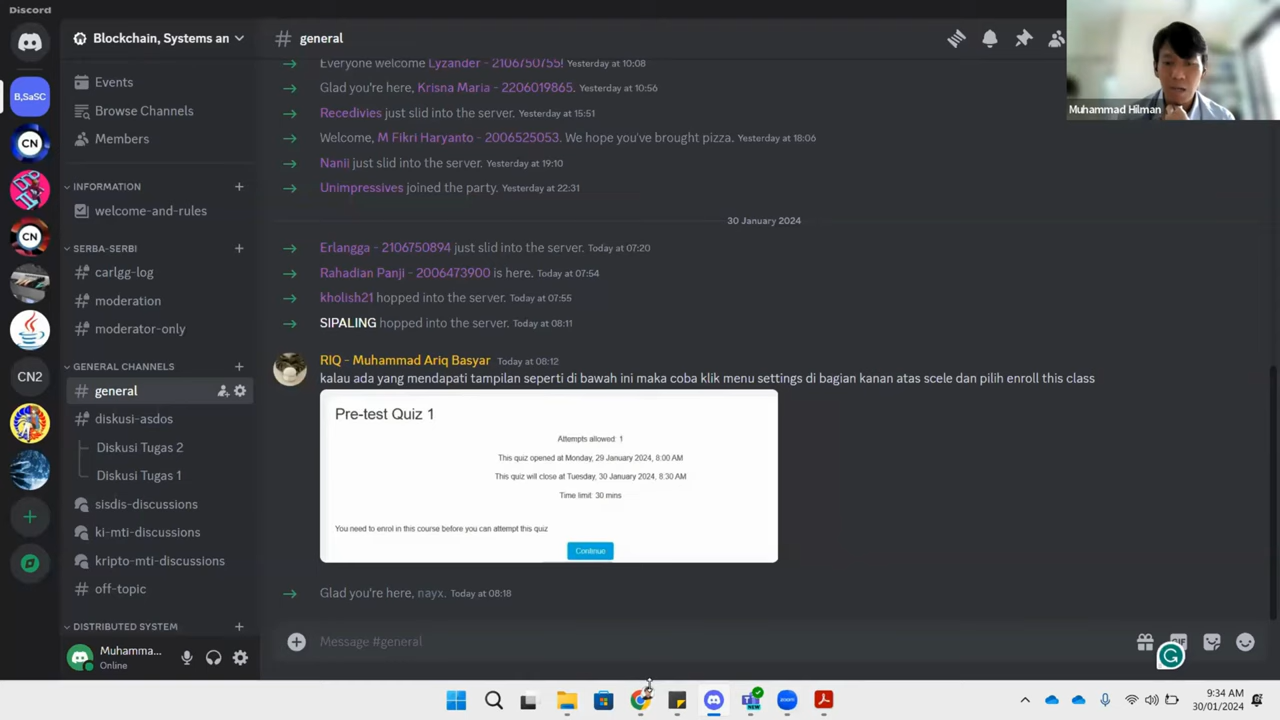 Discord
Blockchain, Systems an
general
B,SaSC
CN
CN
CN2
Events
Browse Channels
Members
INFORMATION
welcome-and-rules
SERBA-SERBI
carlgg-log
moderation
moderator-only
GENERAL CHANNELS
general
diskusi-asdos
Diskusi Tugas 2
Diskusi Tugas 1
sisdis-discussions
ki-mti-discussions
kripto-mti-discussions
off-topic
DISTRIBUTED SYSTEM
Muhamma...
Online
Everyone welcome Lyzander - 2106750755! Yesterday at 10:08
Glad you're here, Krisna Maria - 2206019865. Yesterday at 10:56
Recedivies just slid into the server. Yesterday at 15:51
Welcome, M Fikri Haryanto - 2006525053. We hope you've brought pizza. Yesterday at 18:06
Nanii just slid into the server. Yesterday at 19:10
Unimpressives joined the party. Yesterday at 22:31
30 January 2024
Erlangga - 2106750894 just slid into the server. Today at 07:20
Rahadian Panji - 2006473900 is here. Today at 07:54
kholish21 hopped into the server. Today at 07:55
SIPALING hopped into the server. Today at 08:11
RIQ - Muhammad Ariq Basyar Today at 08:12
kalau ada yang mendapati tampilan seperti di bawah ini maka coba klik menu settings di bagian kanan atas scele dan pilih enroll this class
Pre-test Quiz 1
Attempts allowed: 1
This quiz opened at Monday, 29 January 2024, 8:00 AM
This quiz will close at Tuesday, 30 January 2024, 8:30 AM
Time limit: 30 mins
You need to enrol in this course before you can attempt this quiz
Continue
Glad you're here, nayx. Today at 08:18
Message #general
GIF
Muhammad Hilman
NEW
zoom
9:34 AM
30/01/2024